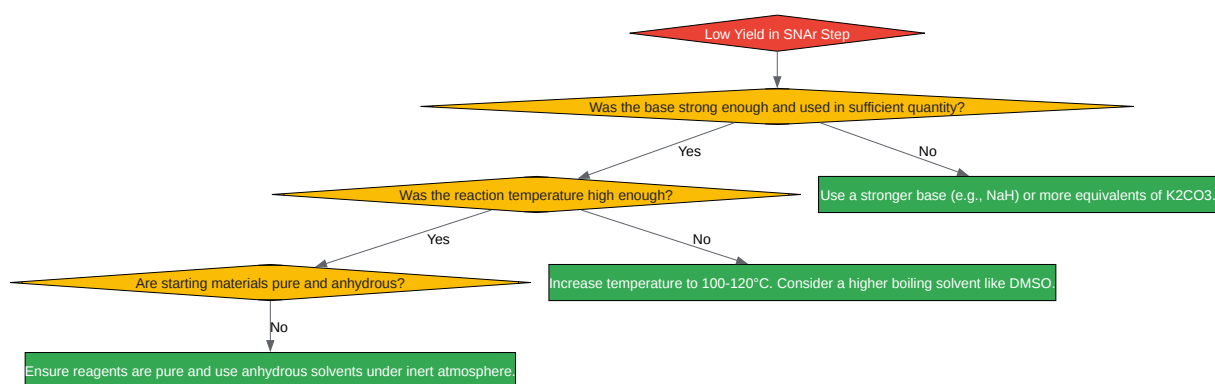 Low Yield in SNAr Step
Was the base strong enough and used in sufficient quantity?
Yes
No
Was the reaction temperature high enough?
Use a stronger base (e.g., NaH) or more equivalents of K2CO3.
Yes
No
Are starting materials pure and anhydrous?
Increase temperature to 100-120°C. Consider a higher boiling solvent like DMSO.
No
Ensure reagents are pure and use anhydrous solvents under inert atmosphere.